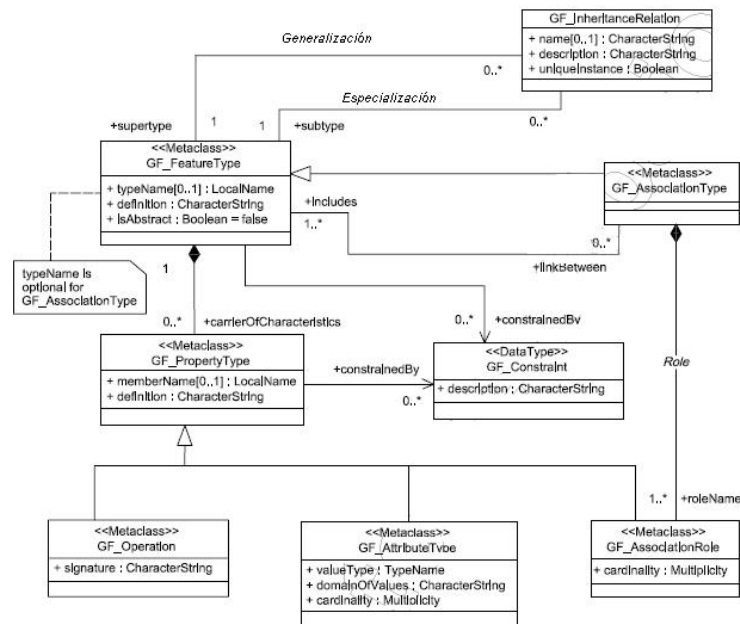 GF_InheritanceRelation
+ name[0..1] : CharacterString
+ description : CharacterString
+ uniqueInstance : Boolean
Generalización
0..*
Especialización
+supertype
1
1
+subtype
0..*
<<Metaclass>>
GF_FeatureType
+ typeName[0..1] : LocalName
+ definition : CharacterString
+ isAbstract : Boolean = false
<<Metaclass>>
GF_AssociationType
+includes
1..*
0..*
+linkBetween
typeName is
optional for
GF_AssociationType
1
0..*
+carrierOfCharacteristics
0..*
+constrainedBy
<<Metaclass>>
GF_PropertyType
+ memberName[0..1] : LocalName
+ definition : CharacterString
+constrainedBy
0..*
<<DataType>>
GF_Constraint
+ description : CharacterString
Role
1..*
+roleName
<<Metaclass>>
GF_Operation
+ signature : CharacterString
<<Metaclass>>
GF_AttributeType
+ valueType : TypeName
+ domainOfValues : CharacterString
+ cardinality : Multiplicity
<<Metaclass>>
GF_AssociationRole
+ cardinality : Multiplicity